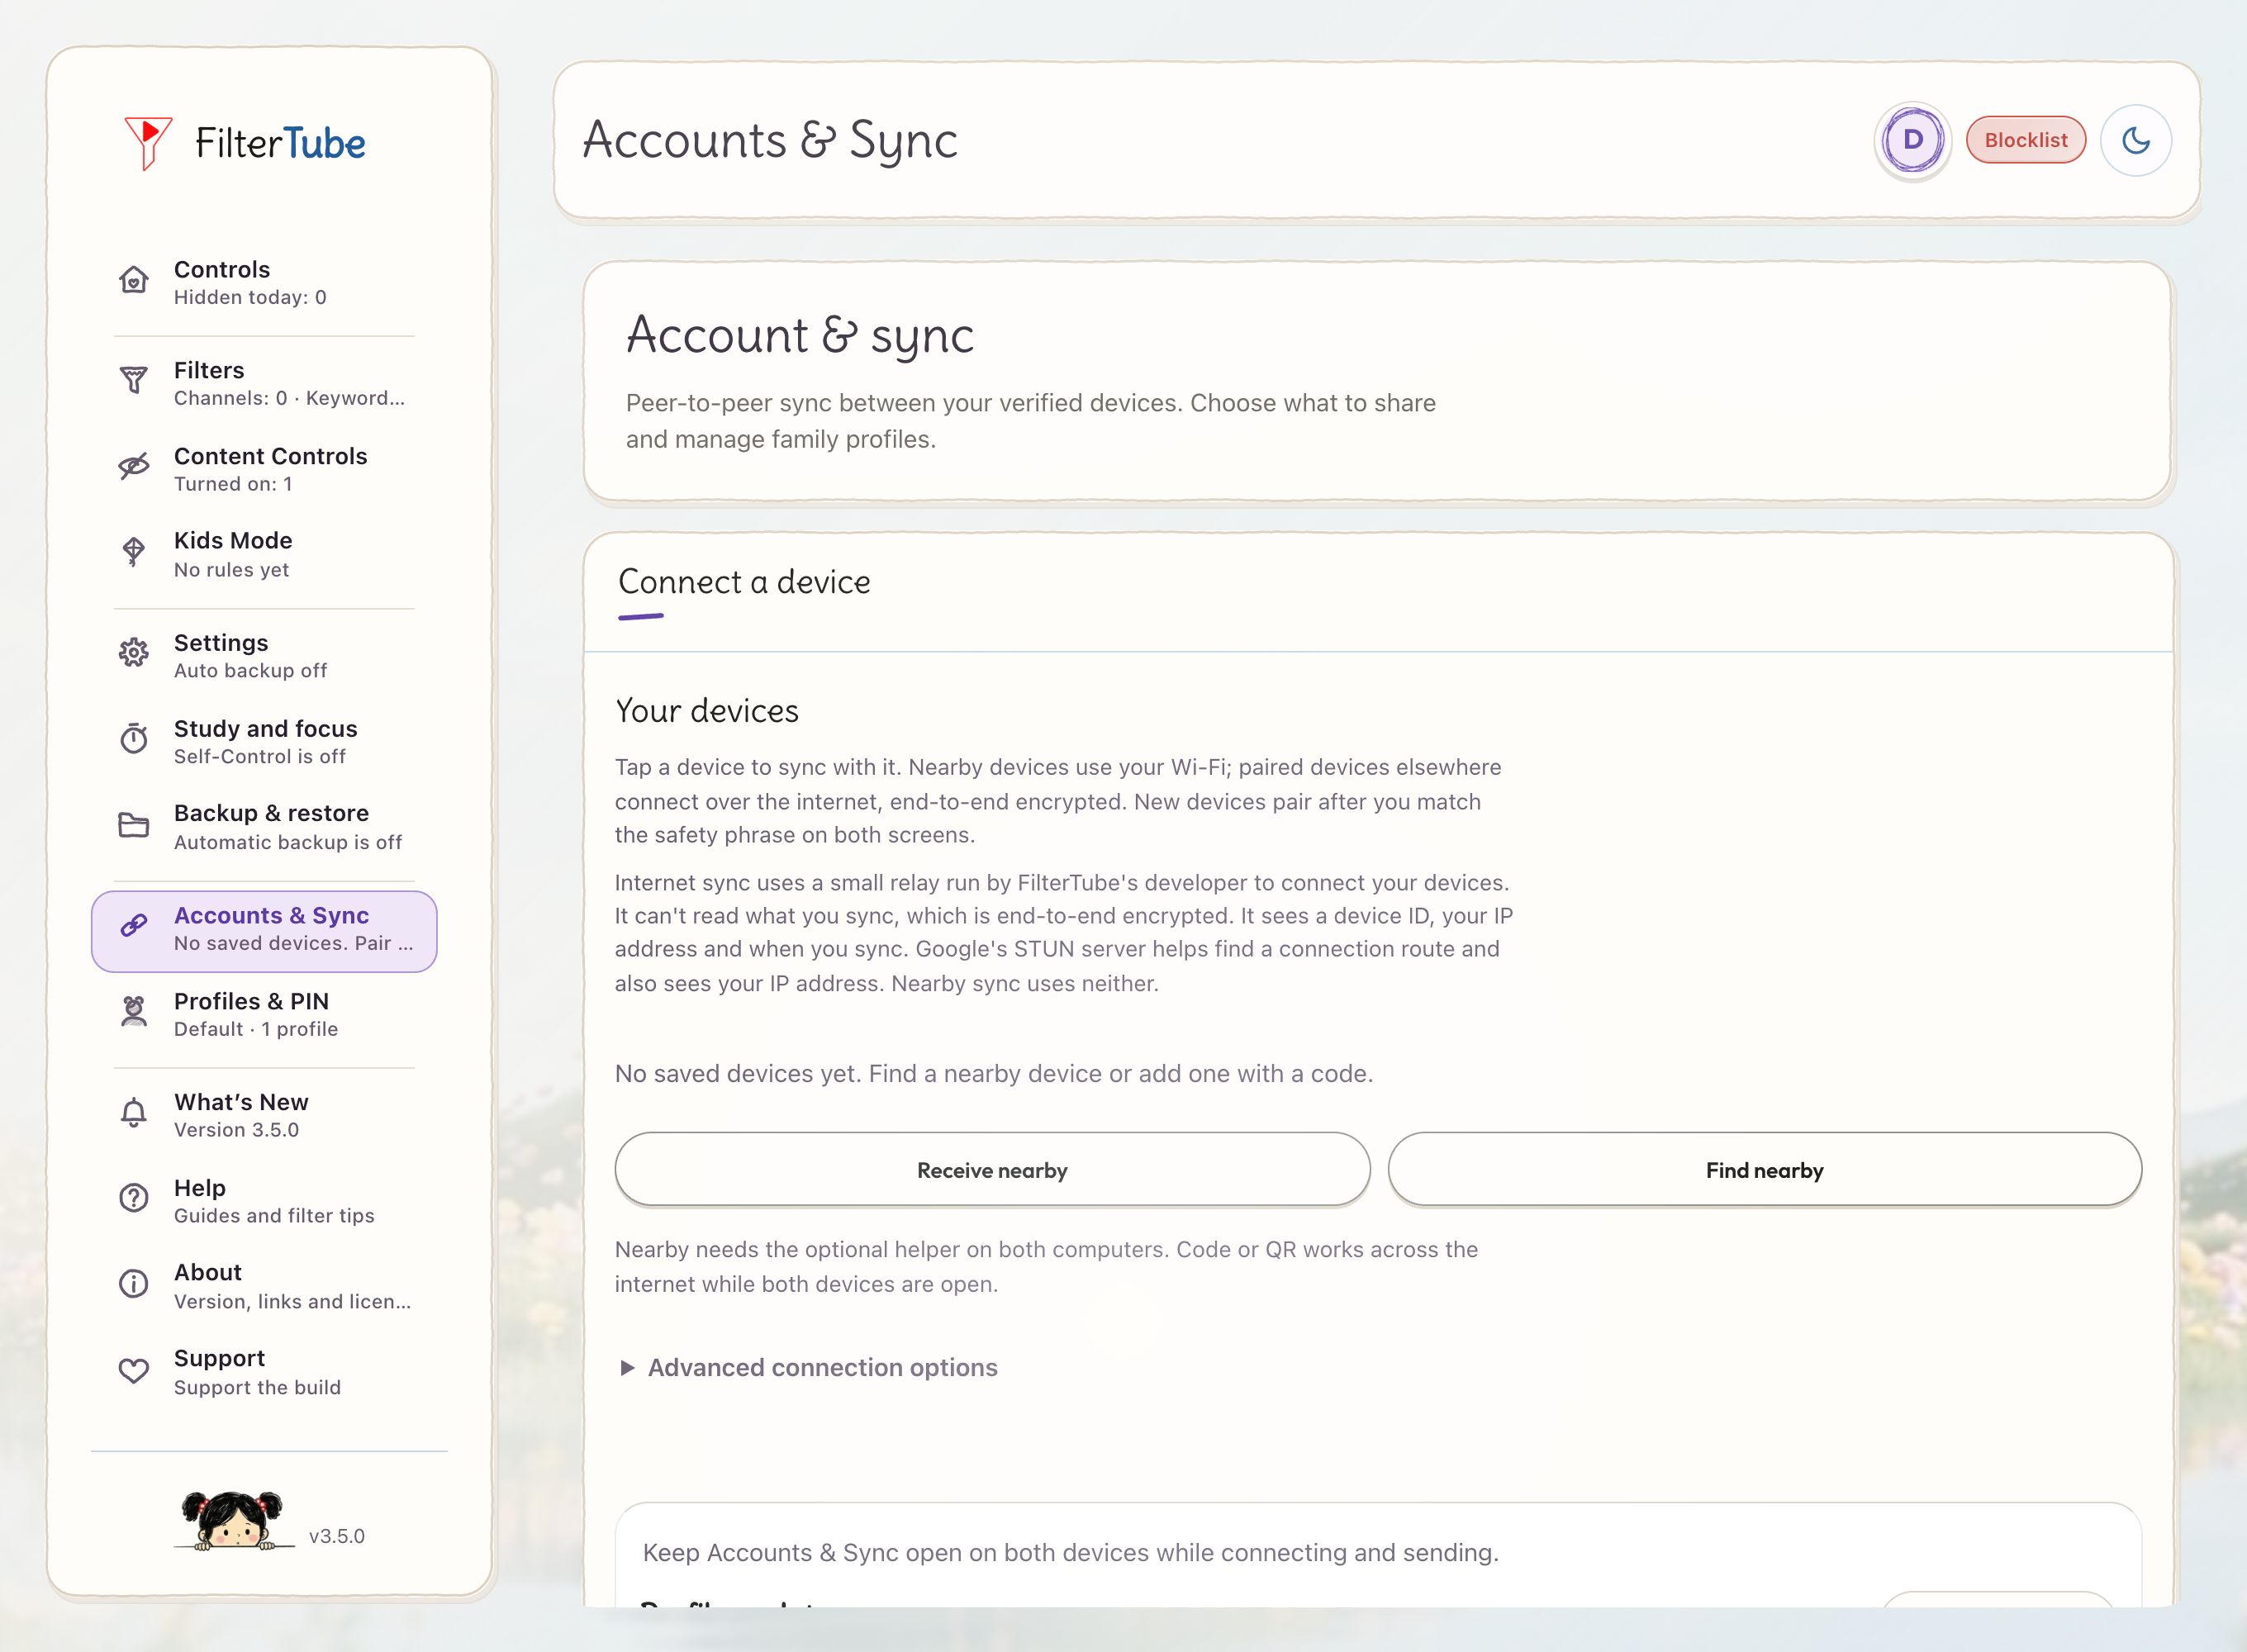 FilterTube
Controls
Hidden today: 0
Filters
Channels: 0 · Keyword...
Content Controls
Turned on: 1
Kids Mode
No rules yet
Settings
Auto backup off
Study and focus
Self-Control is off
Backup & restore
Automatic backup is off
Accounts & Sync
No saved devices. Pair ...
Profiles & PIN
Default · 1 profile
What's New
Version 3.5.0
Help
Guides and filter tips
About
Version, links and licen...
Support
Support the build
v3.5.0
Accounts & Sync
D
Blocklist
Account & sync
Peer-to-peer sync between your verified devices. Choose what to share
and manage family profiles.
Connect a device
Your devices
Tap a device to sync with it. Nearby devices use your Wi-Fi; paired devices elsewhere
connect over the internet, end-to-end encrypted. New devices pair after you match
the safety phrase on both screens.
Internet sync uses a small relay run by FilterTube's developer to connect your devices.
It can't read what you sync, which is end-to-end encrypted. It sees a device ID, your IP
address and when you sync. Google's STUN server helps find a connection route and
also sees your IP address. Nearby sync uses neither.
No saved devices yet. Find a nearby device or add one with a code.
Receive nearby
Find nearby
Nearby needs the optional helper on both computers. Code or QR works across the
internet while both devices are open.
Advanced connection options
Keep Accounts & Sync open on both devices while connecting and sending.